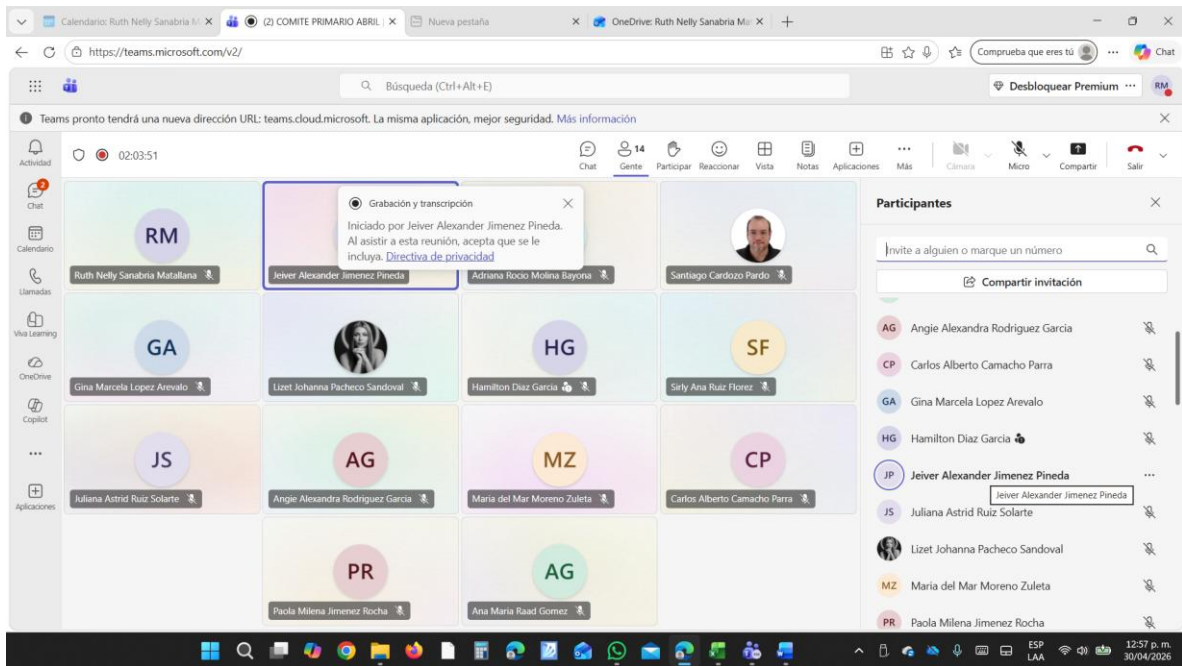 Calendario: Ruth Nelly Sanabria M
(2) COMITE PRIMARIO ABRIL
Nueva pestaña
OneDrive: Ruth Nelly Sanabria Ma
https://teams.microsoft.com/v2/
Comprueba que eres tú
Chat
Búsqueda (Ctrl+Alt+E)
Desbloquear Premium
RM
Teams pronto tendrá una nueva dirección URL: teams.cloud.microsoft. La misma aplicación, mejor seguridad. Más información
Actividad
Chat
2
Calendario
Llamadas
Viva Learning
OneDrive
Copilot
Aplicaciones
02:03:51
Chat
14
Gente
Participar
Reaccionar
Vista
Notas
Aplicaciones
Más
Cámara
Micro
Compartir
Salir
Grabación y transcripción
Iniciado por Jeiver Alexander Jimenez Pineda.
Al asistir a esta reunión, acepta que se le
incluya. Directiva de privacidad
RM
Ruth Nelly Sanabria Matallana
Jeiver Alexander Jimenez Pineda
Adriana Rocio Molina Bayona
Santiago Cardozo Pardo
GA
Gina Marcela Lopez Arevalo
Lizet Johanna Pacheco Sandoval
HG
Hamilton Diaz Garcia
SF
Sirly Ana Ruiz Florez
JS
Juliana Astrid Ruiz Solarte
AG
Angie Alexandra Rodriguez Garcia
MZ
Maria del Mar Moreno Zuleta
CP
Carlos Alberto Camacho Parra
PR
Paola Milena Jimenez Rocha
AG
Ana Maria Raad Gomez
Participantes
Invite a alguien o marque un número
Compartir invitación
AG Angie Alexandra Rodriguez Garcia
CP Carlos Alberto Camacho Parra
GA Gina Marcela Lopez Arevalo
HG Hamilton Diaz Garcia
JP Jeiver Alexander Jimenez Pineda
Jeiver Alexander Jimenez Pineda
JS Juliana Astrid Ruiz Solarte
Lizet Johanna Pacheco Sandoval
MZ Maria del Mar Moreno Zuleta
PR Paola Milena Jimenez Rocha
ESP
LAA
12:57 p. m.
30/04/2026